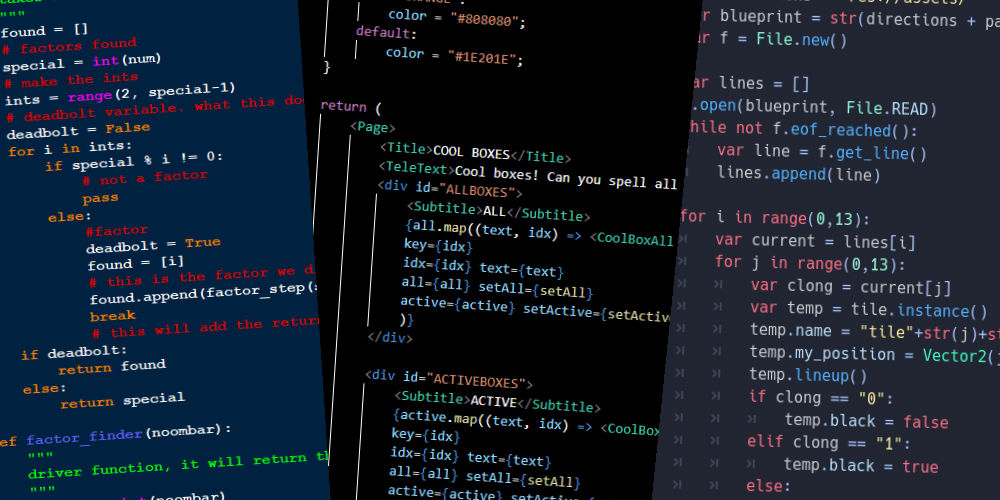 """
found = []
# factors found
special = int(num)
# make the ints
ints = range(2, special-1)
# deadbolt variable. what this
deadbolt = False
for i in ints:
if special % i != 0:
# not a factor
pass
else:
#factor
deadbolt = True
found = [i]
# this is the factor we
found.append(factor_step(
break
# this will add the return
if deadbolt:
return found
else:
return special
factor_finder(noombar):
"""
driver function, it will return
"""
(noombar)
color = "#808080";
default:
color = "#1E201E";
}
return (
<Page>
<Title>COOL BOXES</Title>
<TeleText>Cool boxes! Can you spell all
<div id="ALLBOXES">
<Subtitle>ALL</Subtitle>
{all.map((text, idx) => <CoolBoxAll
key={idx}
idx={idx} text={text}
all={all} setAll={setAll}
active={active} setActive={setActiv
)}
</div>
<div id="ACTIVEBOXES">
<Subtitle>ACTIVE</Subtitle>
{active.map((text, idx) => <CoolBox
key={idx}
idx={idx} text={text}
all={all} setAll={setAll}
active={active}
blueprint = str(directions +
f = File.new()
lines = []
.open(blueprint, File.READ)
not f.eof_reached():
var line = f.get_line()
lines.append(line)
for i in range(0,13):
var current = lines[i]
for j in range(0,13):
var clong = current[j]
var temp = tile.instance()
temp.name = "tile"+str(j)+
temp.my_position = Vector2(
temp.lineup()
if clong == "0":
temp.black = false
elif clong == "1":
temp.black = true
else: